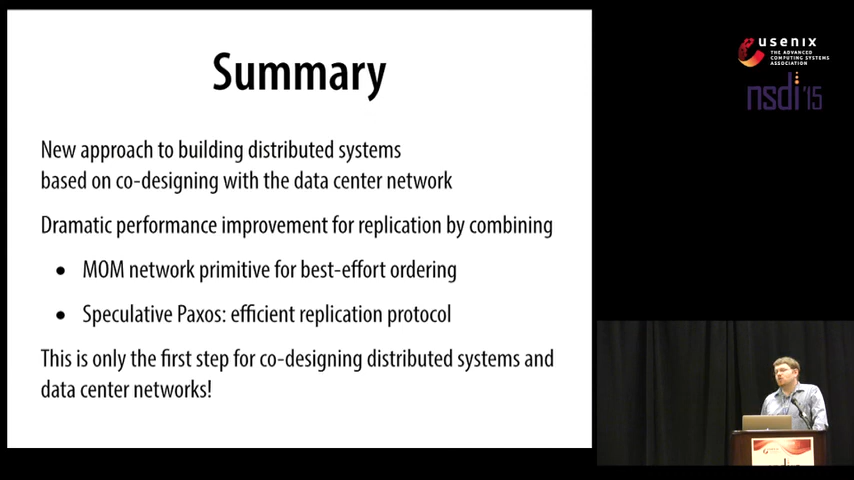 Summary
New approach to building distributed systems
based on co-designing with the data center network
Dramatic performance improvement for replication by combining
• MOM network primitive for best-effort ordering
• Speculative Paxos: efficient replication protocol
This is only the first step for co-designing distributed systems and
data center networks!
usenix
THE ADVANCED
COMPUTING SYSTEMS
ASSOCIATION
nsdi '15